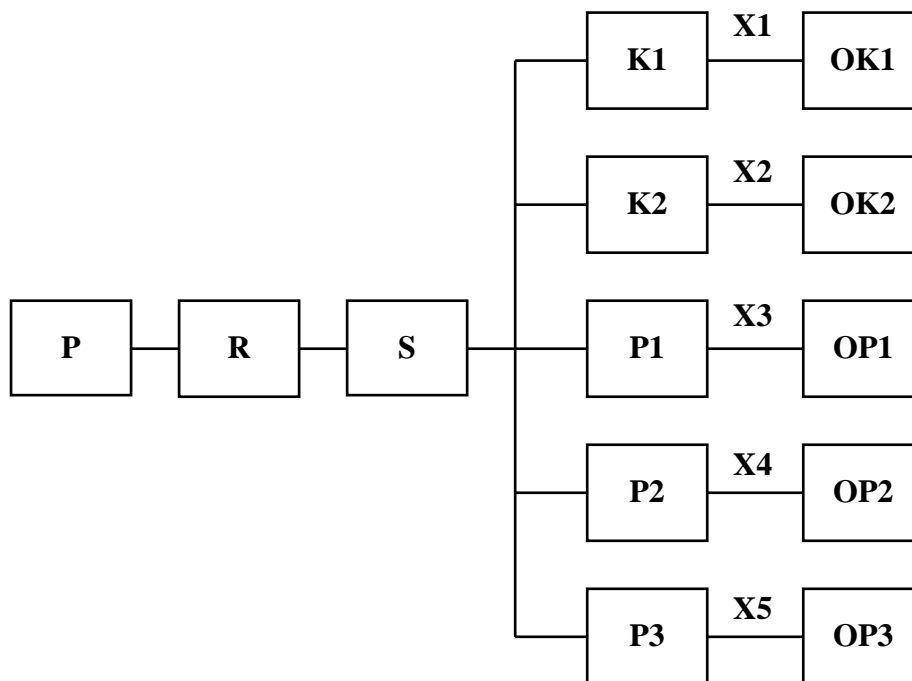 X1
K1 OK1
X2
K2 OK2
X3
P R S P1 OP1
X4
P2 OP2
X5
P3 OP3